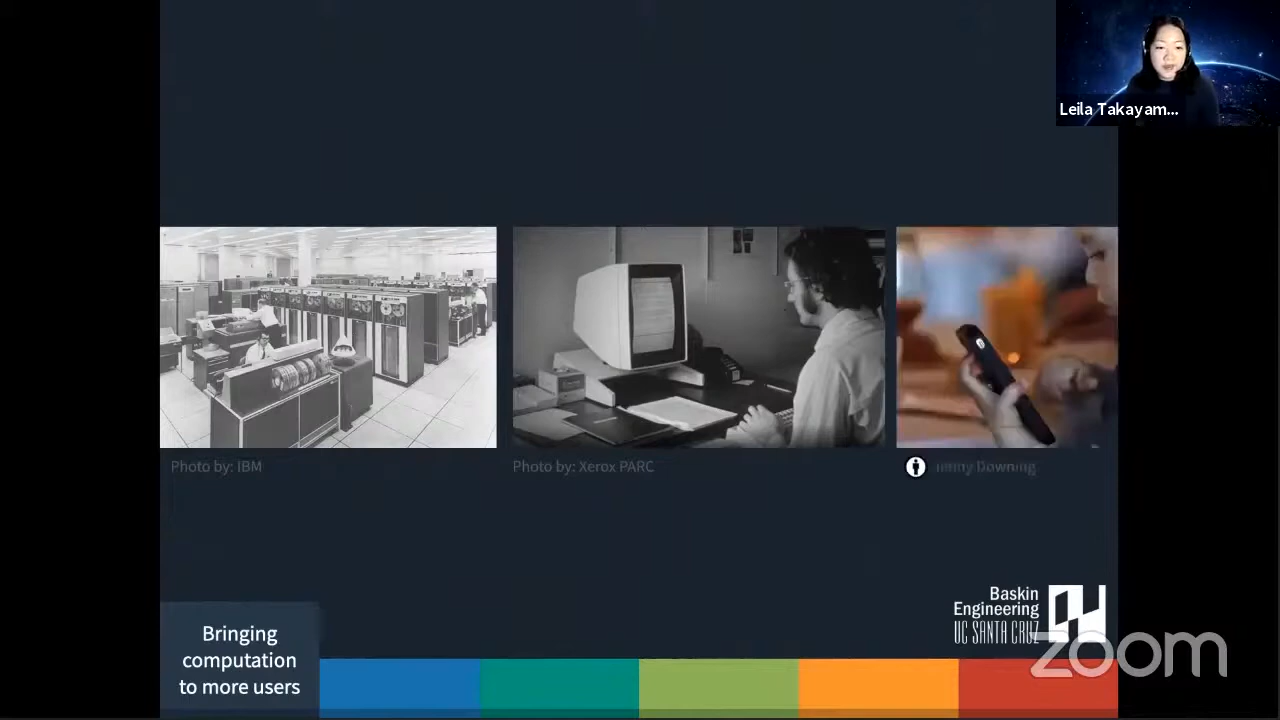 Leila Takayam...
Photo by: IBM
Photo by: Xerox PARC
Downing
Baskin
Engineering
UC SANTA CRUZ
zoom
Bringing
computation
to more users